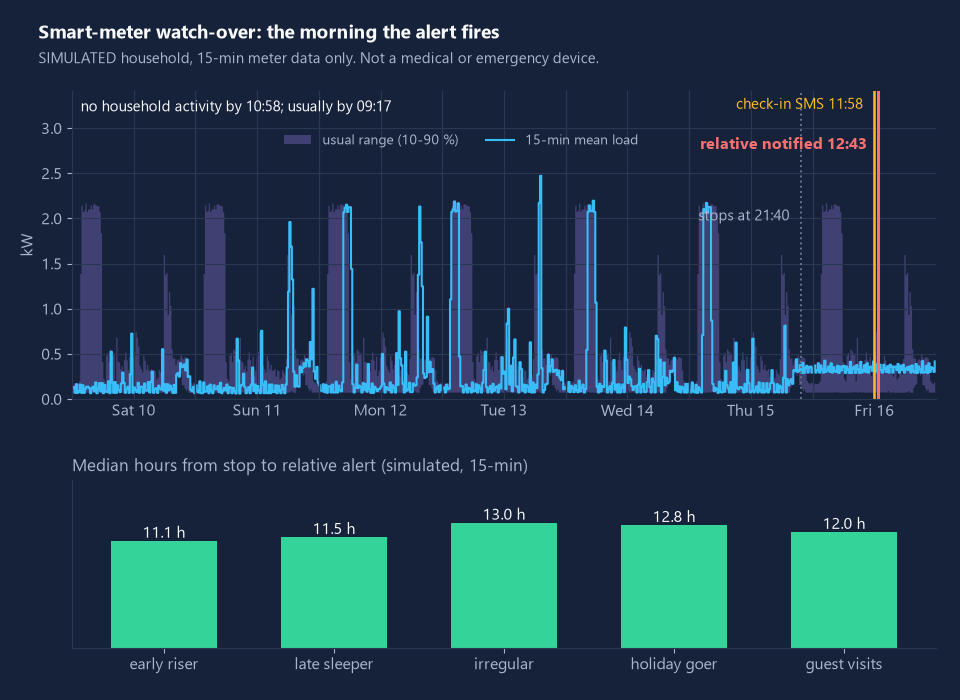 Smart-meter watch-over: the morning the alert fires
SIMULATED household, 15-min meter data only. Not a medical or emergency device.
no household activity by 10:58; usually by 09:17
check-in SMS 11:58
usual range (10-90 %)
15-min mean load
relative notified 12:43
stops at 21:40
kW
3.0
2.5
2.0
1.5
1.0
0.5
0.0
Sat 10
Sun 11
Mon 12
Tue 13
Wed 14
Thu 15
Fri 16
Median hours from stop to relative alert (simulated, 15-min)
11.1 h
11.5 h
13.0 h
12.8 h
12.0 h
early riser
late sleeper
irregular
holiday goer
guest visits